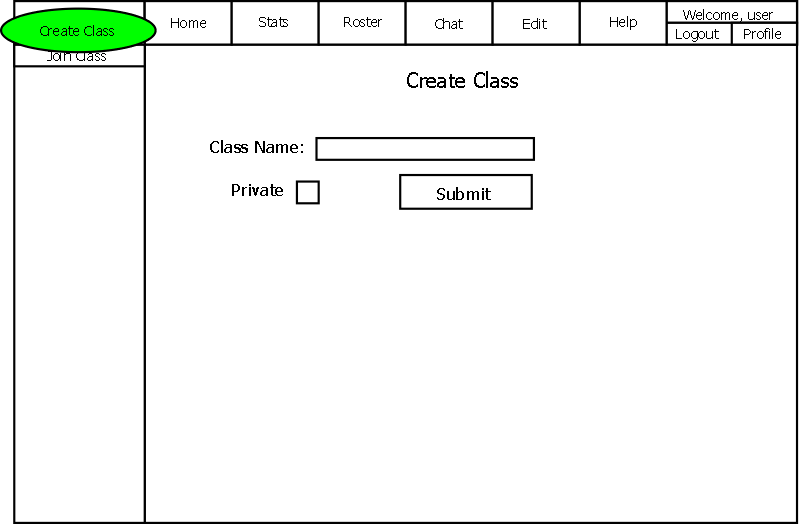 Create Class
Home
Stats
Roster
Chat
Edit
Help
Welcome, user
Logout
Profile
Join Class
Create Class
Class Name:
Private
Submit